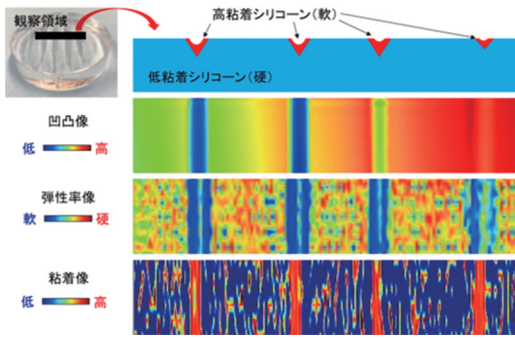 観察領域
高粘着シリコーン(軟)
低粘着シリコーン(硬)
凹凸像
低 高
弾性率像
軟 硬
粘着像
低 高